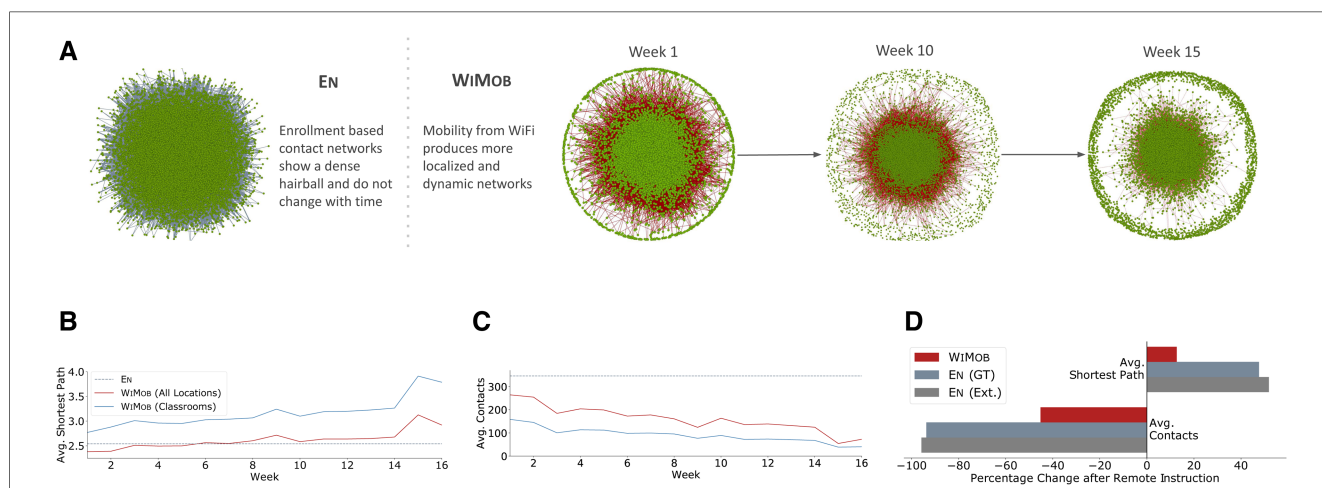 A
EN
WIMOB
Week 1
Week 10
Week 15
Enrollment based
contact networks
show a dense
hairball and do not
change with time
Mobility from WiFi
produces more
localized and
dynamic networks
B
Avg. Shortest Path
4.0
3.5
3.0
2.5
EN
WIMOB (All Locations)
WIMOB (Classrooms)
2 4 6 8 10 12 14 16
Week
C
Avg. Contacts
300
200
100
0
2 4 6 8 10 12 14 16
Week
D
WIMOB
EN (GT)
EN (Ext.)
Avg.
Shortest Path
Avg.
Contacts
−100 −80 −60 −40 −20 0 20 40
Percentage Change after Remote Instruction